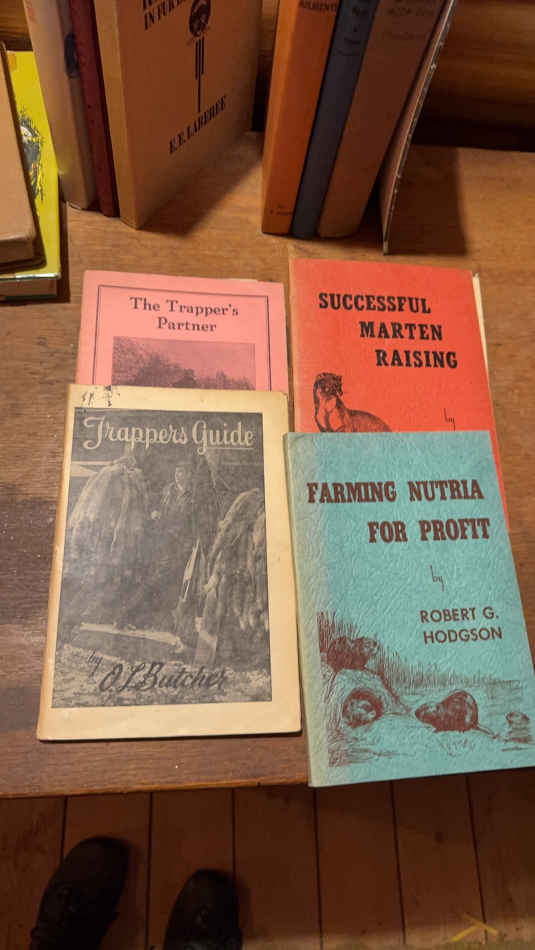 IN FUR
E. E. LABEREE
The Trapper's
Partner
SUCCESSFUL
MARTEN
RAISING
by
Trappers Guide
by
O.L. Butcher
FARMING NUTRIA
FOR PROFIT
by
ROBERT G.
HODGSON